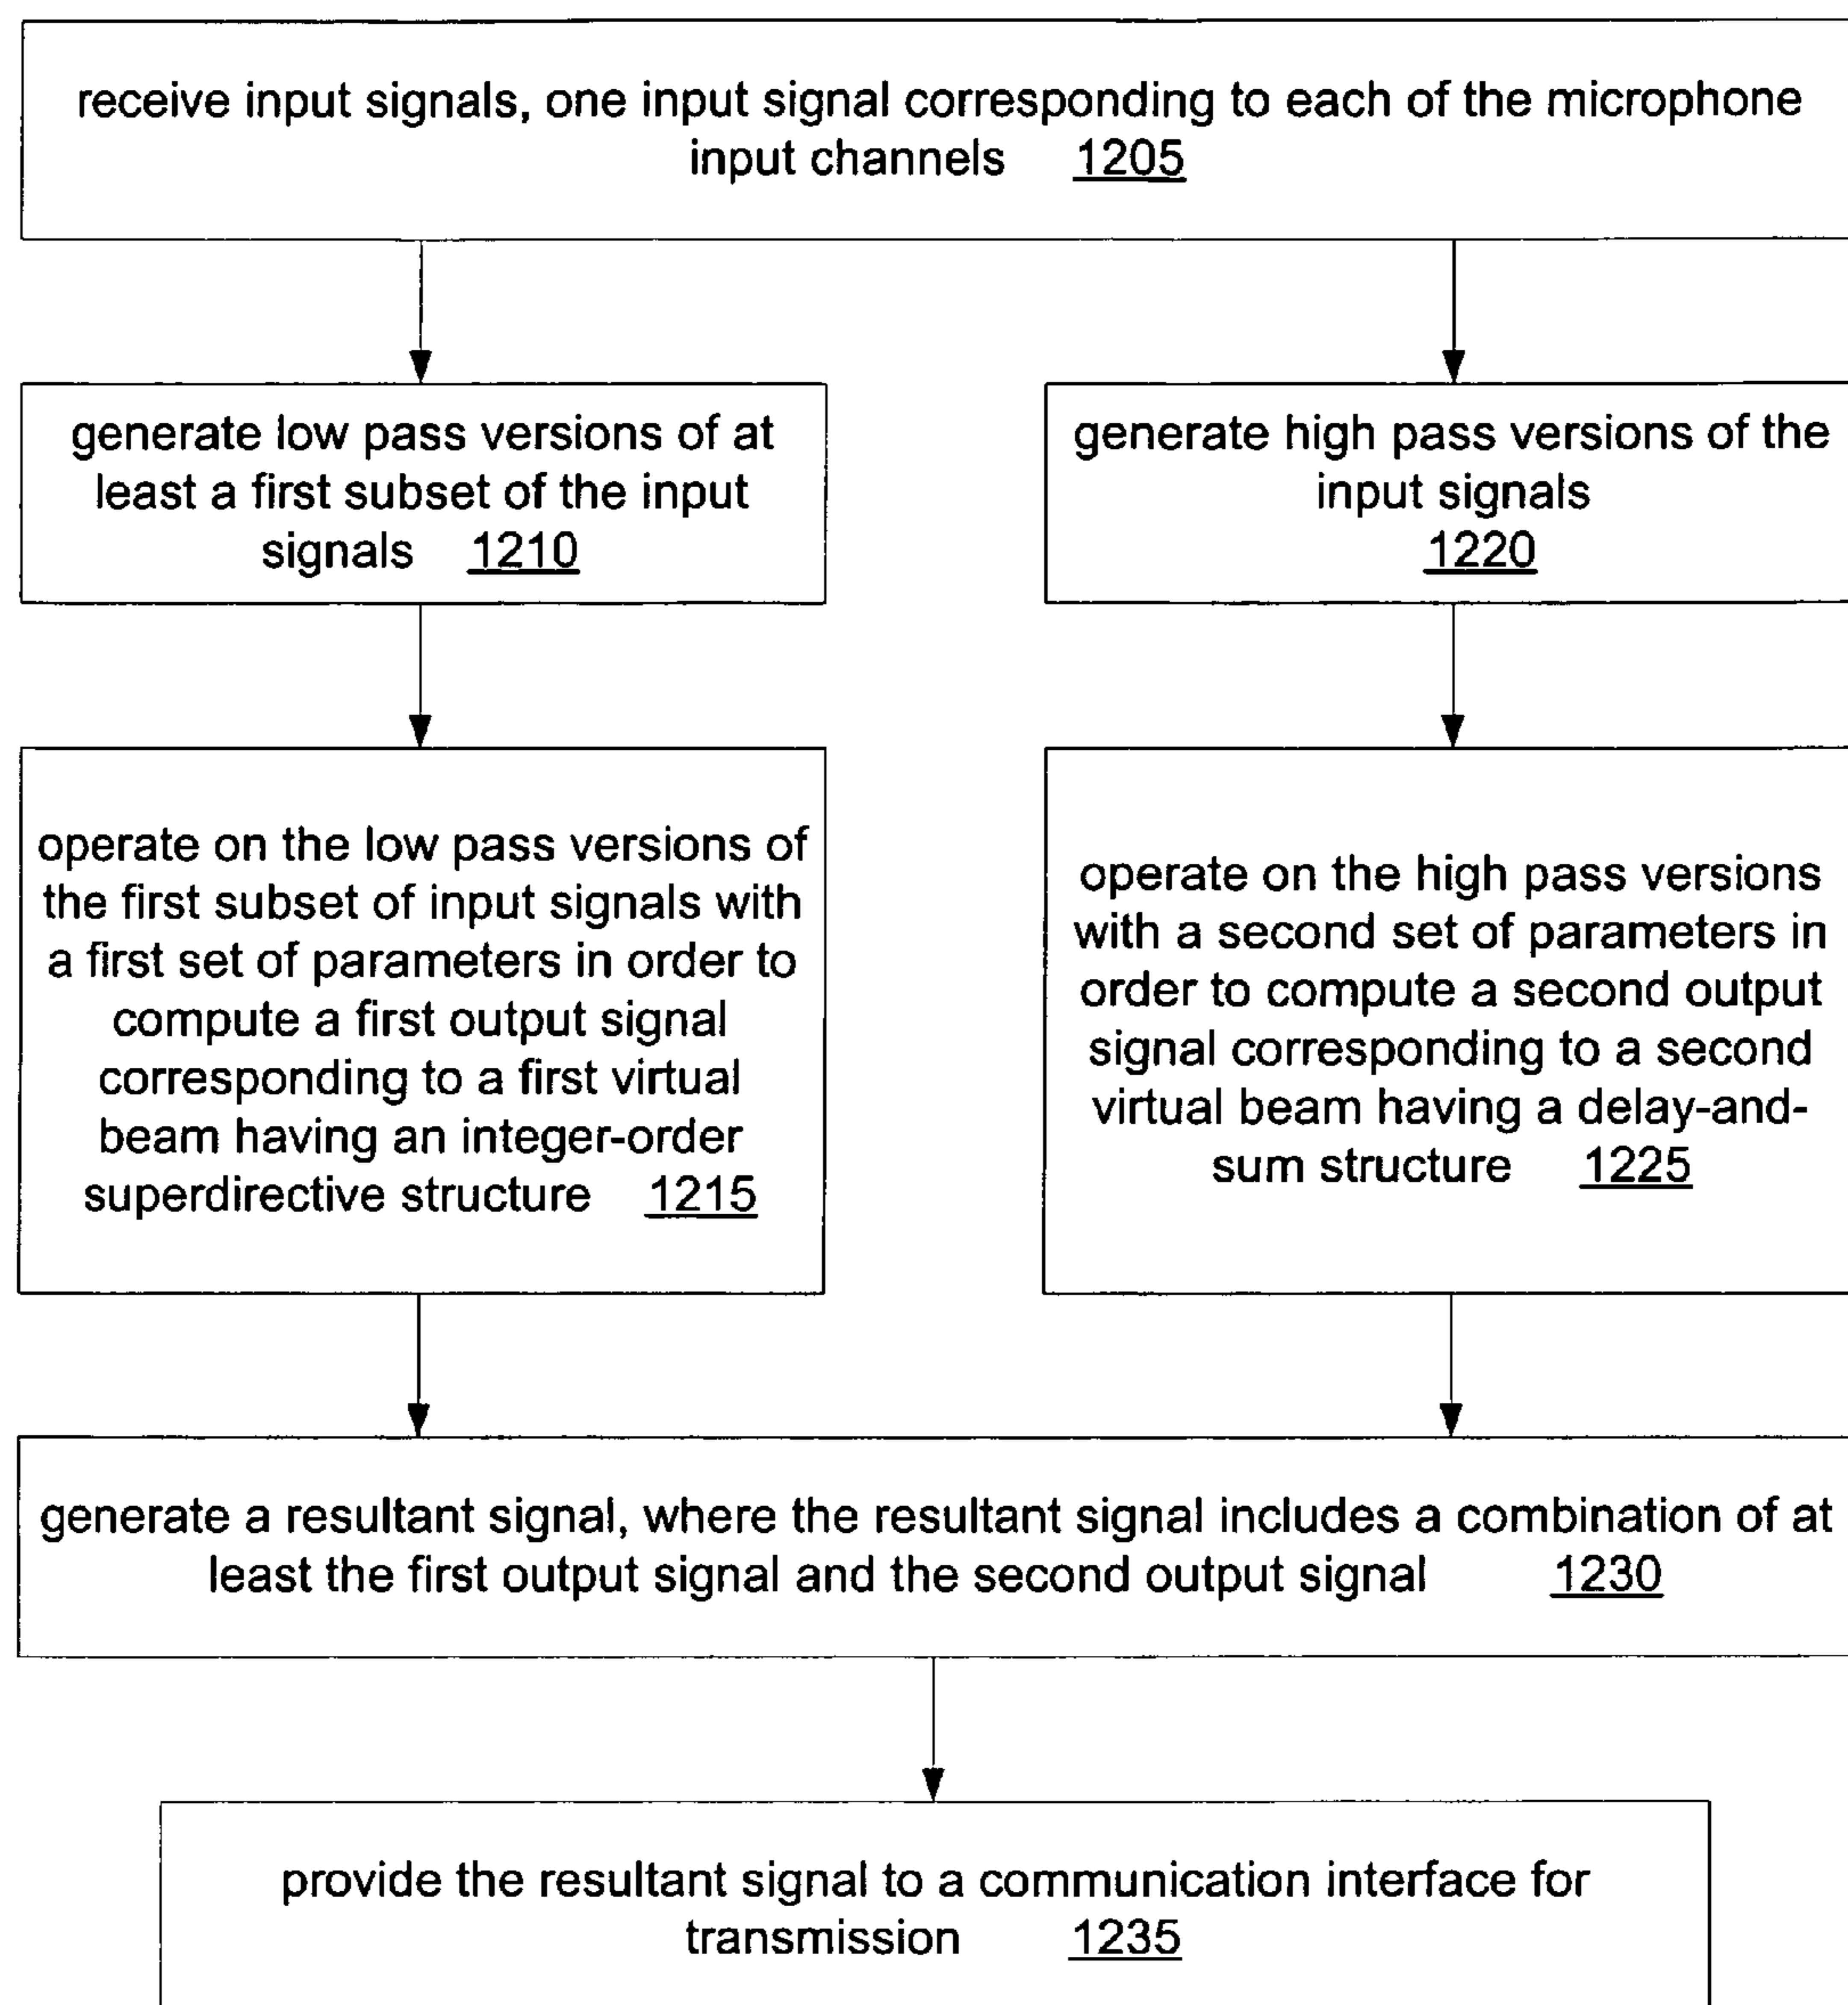 receive input signals, one input signal corresponding to each of the microphone
input channels 1205
generate low pass versions of at
least a first subset of the input
signals 1210
generate high pass versions of the
input signals
1220
operate on the low pass versions of
the first subset of input signals with
a first set of parameters in order to
compute a first output signal
corresponding to a first virtual
beam having an integer-order
superdirective structure 1215
operate on the high pass versions
with a second set of parameters in
order to compute a second output
signal corresponding to a second
virtual beam having a delay-and-
sum structure 1225
generate a resultant signal, where the resultant signal includes a combination of at
least the first output signal and the second output signal 1230
provide the resultant signal to a communication interface for
transmission 1235